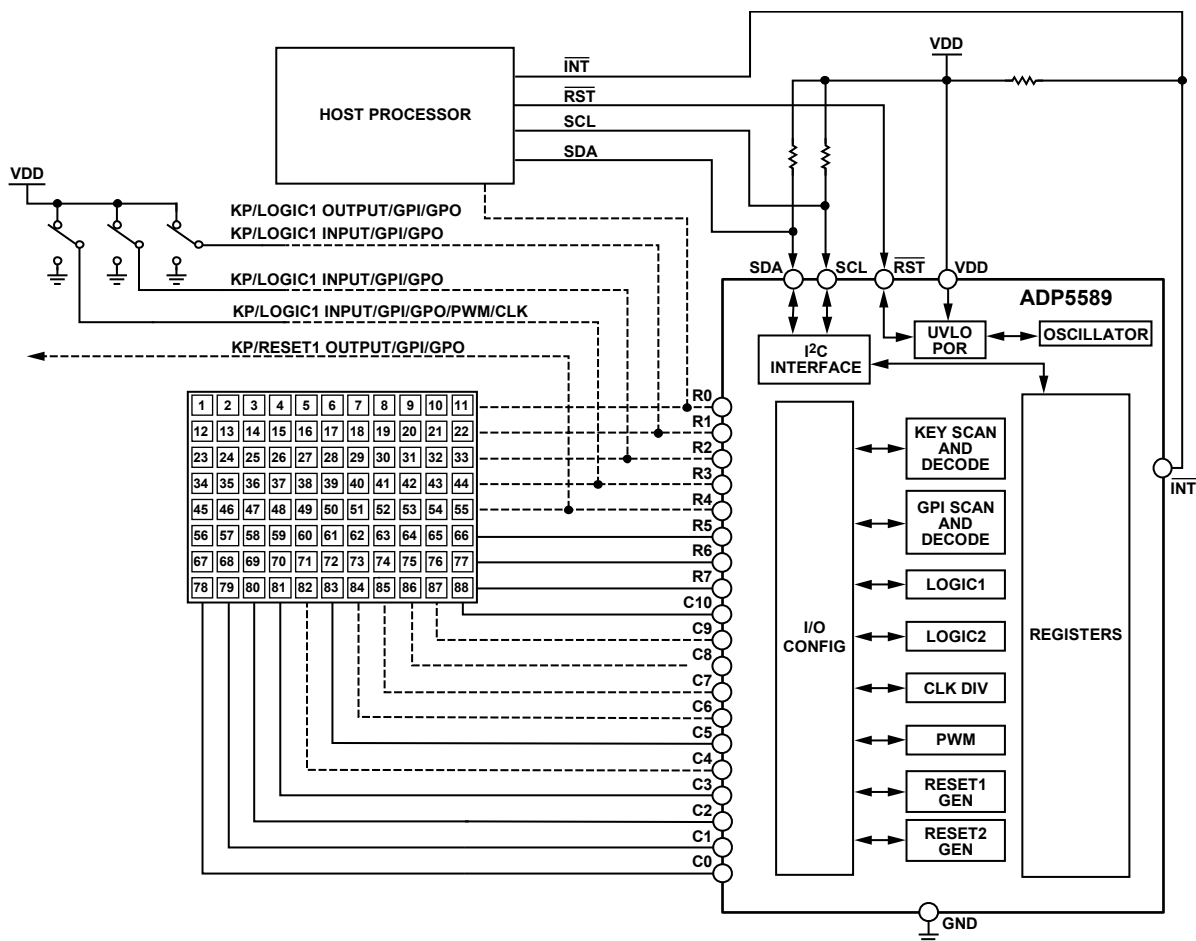 VDD
INT
HOST PROCESSOR
RST
SCL
SDA
VDD
KP/LOGIC1 OUTPUT/GPI/GPO
KP/LOGIC1 INPUT/GPI/GPO
KP/LOGIC1 INPUT/GPI/GPO
KP/LOGIC1 INPUT/GPI/GPO/PWM/CLK
KP/RESET1 OUTPUT/GPI/GPO
SDA SCL RST VDD
ADP5589
UVLO
POR
OSCILLATOR
I2C
INTERFACE
1 2 3 4 5 6 7 8 9 10 11
12 13 14 15 16 17 18 19 20 21 22
23 24 25 26 27 28 29 30 31 32 33
34 35 36 37 38 39 40 41 42 43 44
45 46 47 48 49 50 51 52 53 54 55
56 57 58 59 60 61 62 63 64 65 66
67 68 69 70 71 72 73 74 75 76 77
78 79 80 81 82 83 84 85 86 87 88
R0
R1
R2
R3
R4
R5
R6
R7
C10
C9
C8
C7
C6
C5
C4
C3
C2
C1
C0
I/O
CONFIG
KEY SCAN
AND
DECODE
GPI SCAN
AND
DECODE
LOGIC1
LOGIC2
CLK DIV
PWM
RESET1
GEN
RESET2
GEN
REGISTERS
INT
GND